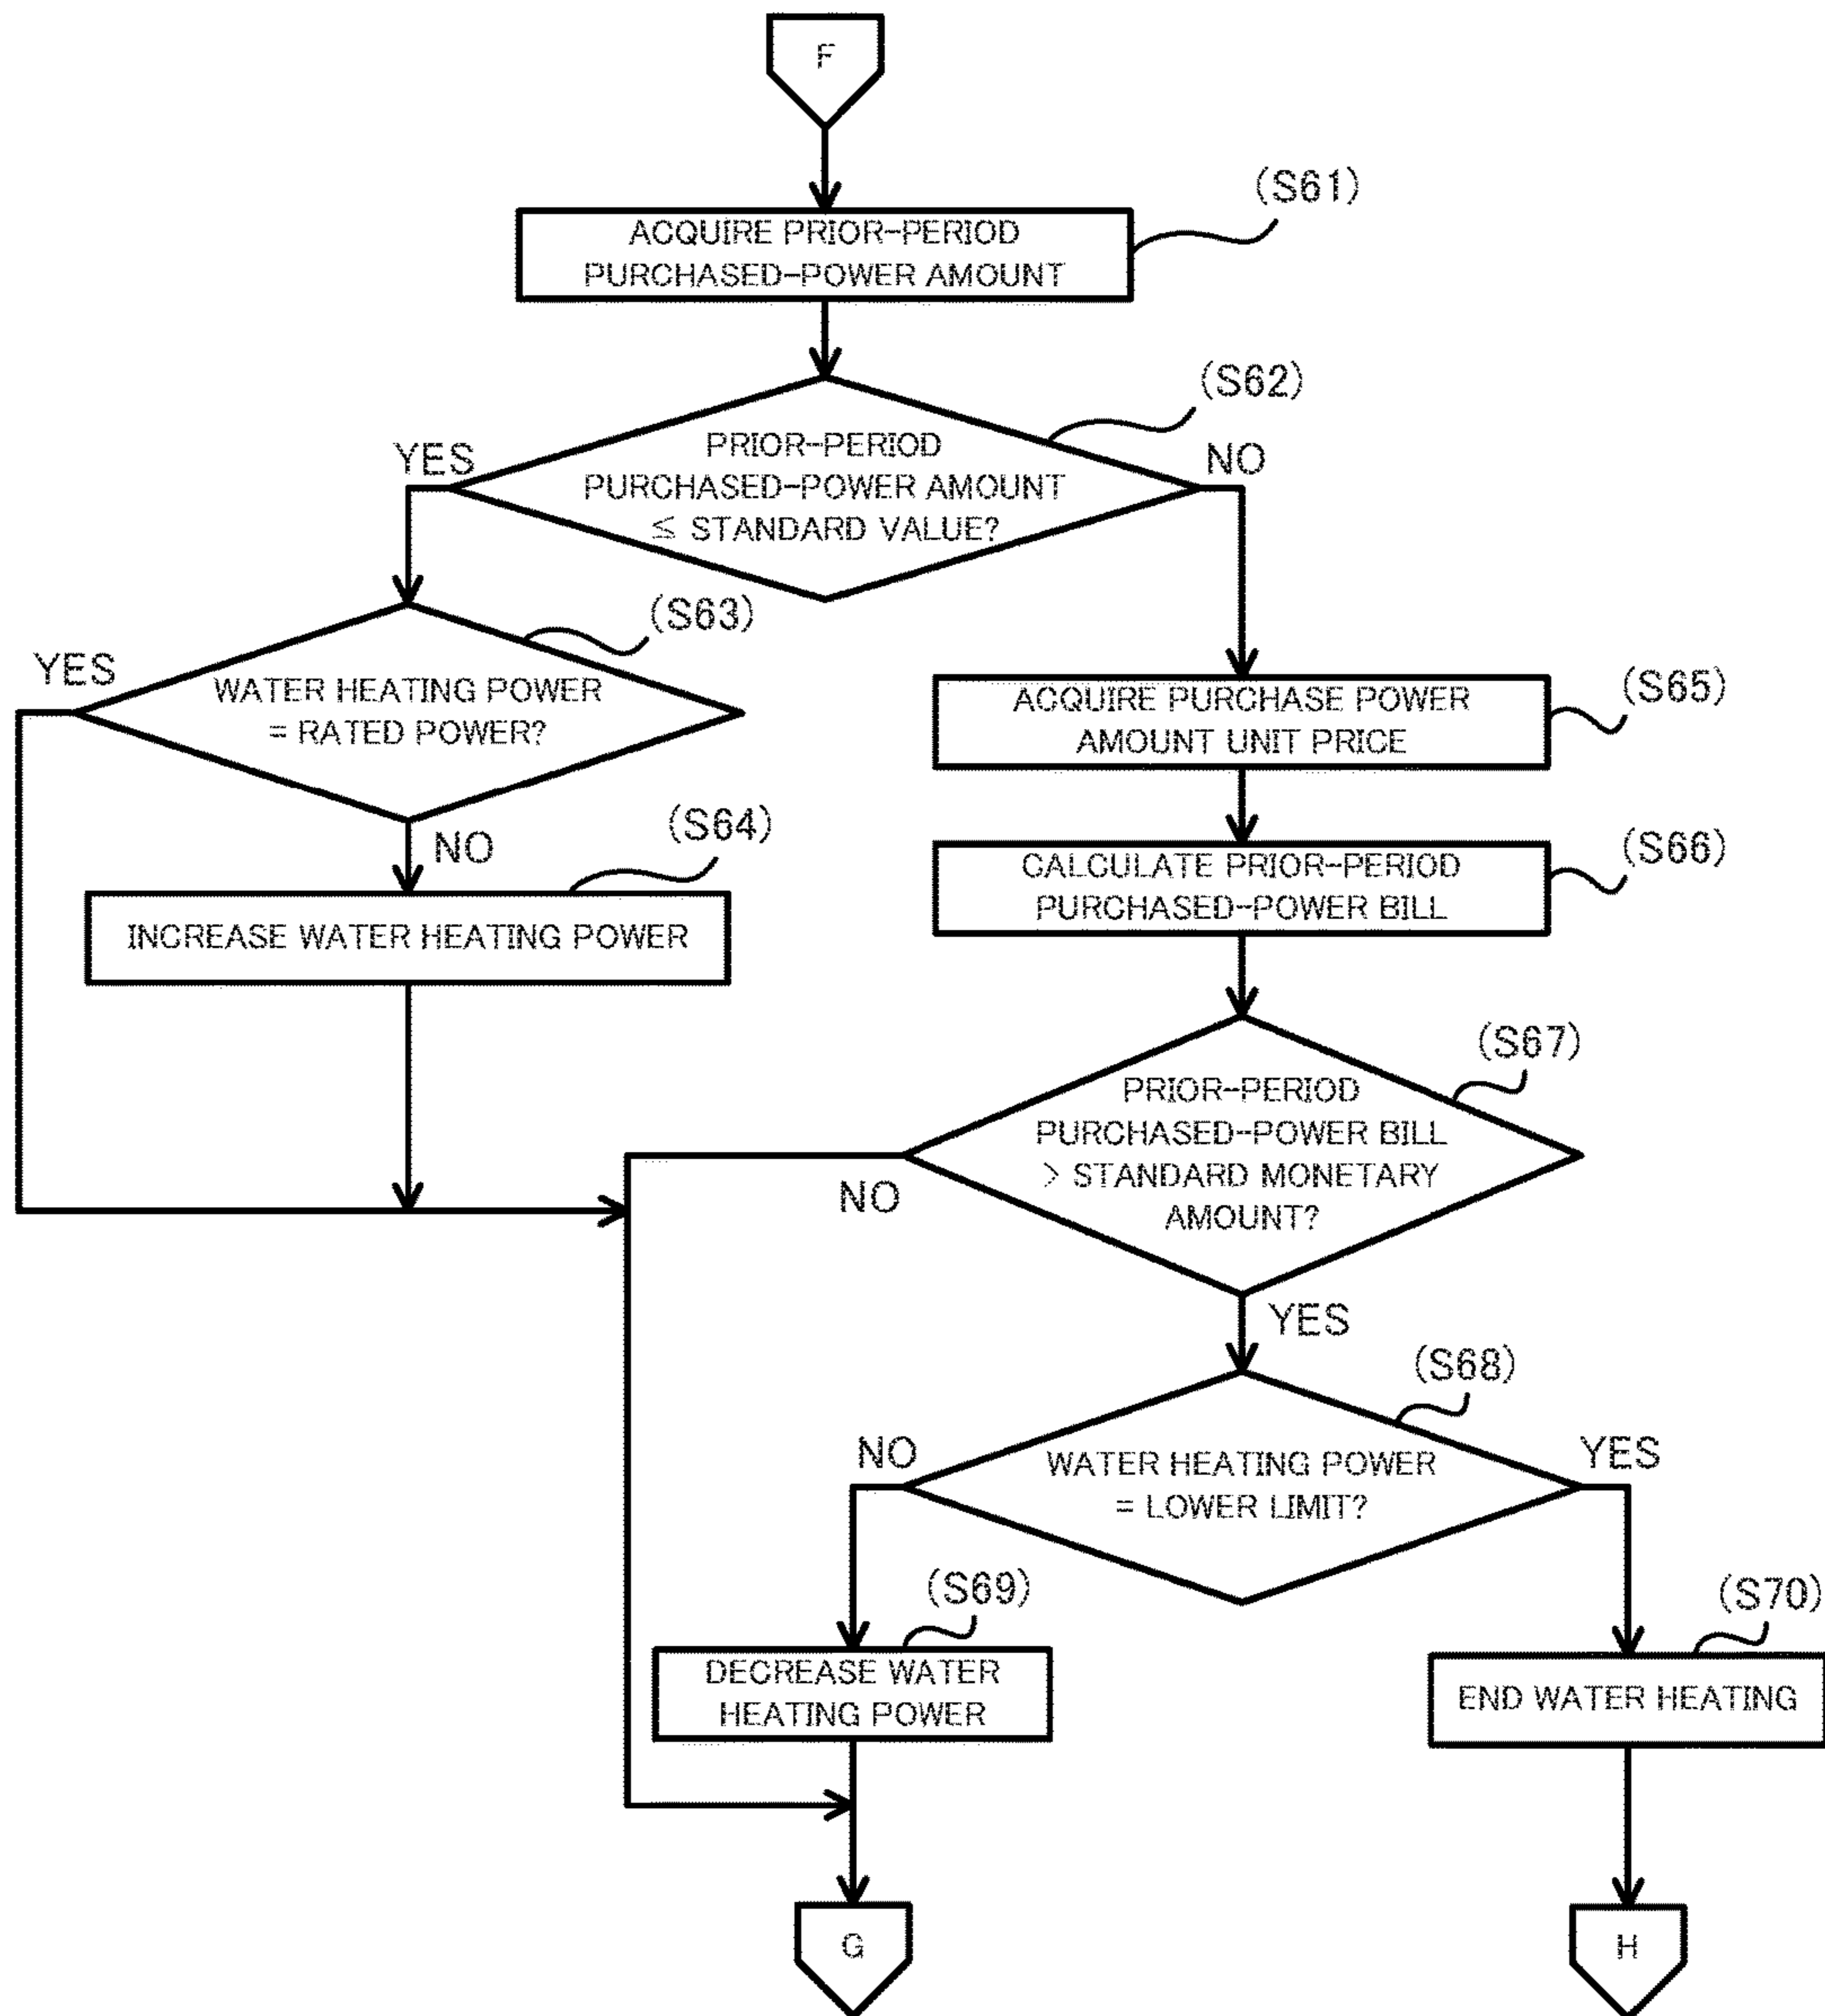 F
(S61)
ACQUIRE PRIOR-PERIOD
PURCHASED-POWER AMOUNT
(S62)
YES
PRIOR-PERIOD
PURCHASED-POWER AMOUNT
≦ STANDARD VALUE?
NO
(S63)
YES
WATER HEATING POWER
= RATED POWER?
NO
(S64)
INCREASE WATER HEATING POWER
(S65)
ACQUIRE PURCHASE POWER
AMOUNT UNIT PRICE
(S66)
CALCULATE PRIOR-PERIOD
PURCHASED-POWER BILL
(S67)
PRIOR-PERIOD
PURCHASED-POWER BILL
> STANDARD MONETARY
AMOUNT?
NO
YES
(S68)
NO
WATER HEATING POWER
= LOWER LIMIT?
YES
(S69)
DECREASE WATER
HEATING POWER
(S70)
END WATER HEATING
G
H